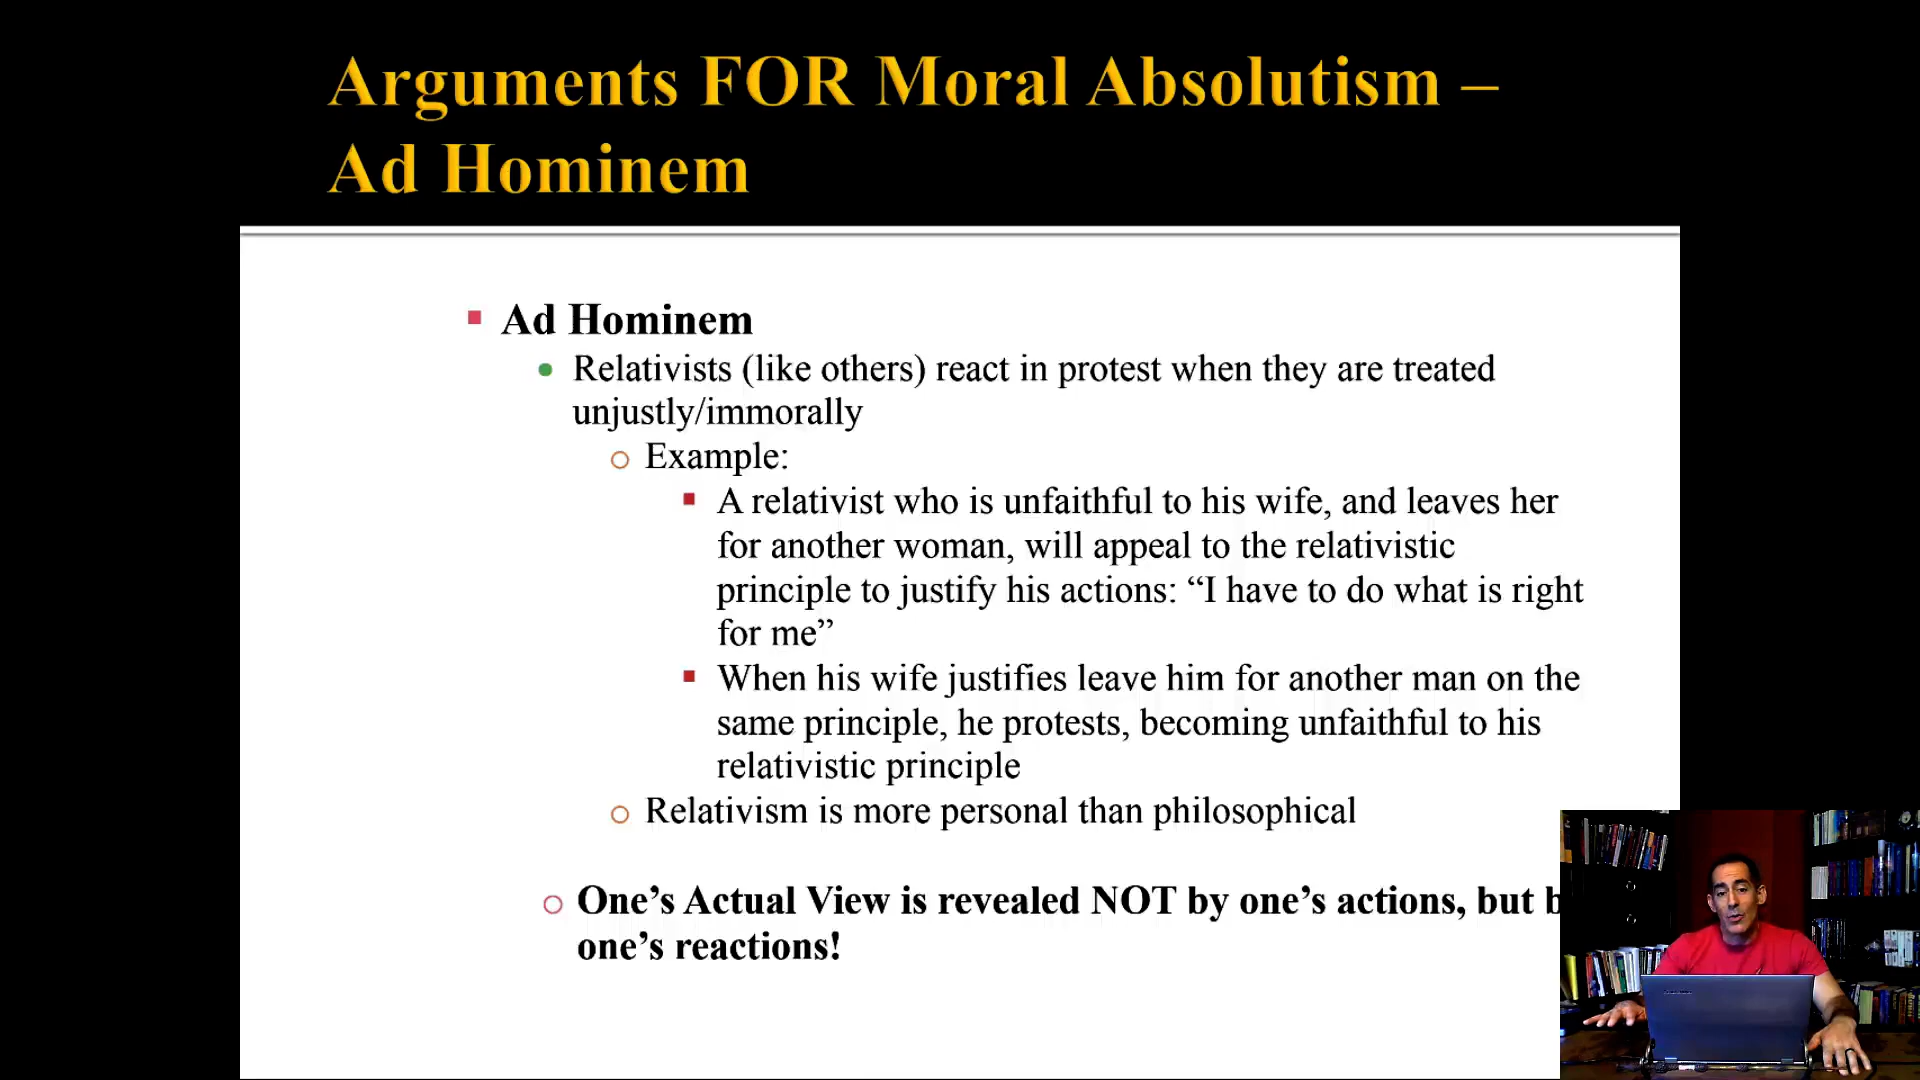 Arguments FOR Moral Absolutism –
Ad Hominem
Ad Hominem
Relativists (like others) react in protest when they are treated
unjustly/immorally
Example:
A relativist who is unfaithful to his wife, and leaves her
for another woman, will appeal to the relativistic
principle to justify his actions: “I have to do what is right
for me”
When his wife justifies leave him for another man on the
same principle, he protests, becoming unfaithful to his
relativistic principle
Relativism is more personal than philosophical
One’s Actual View is revealed NOT by one’s actions, but
one’s reactions!